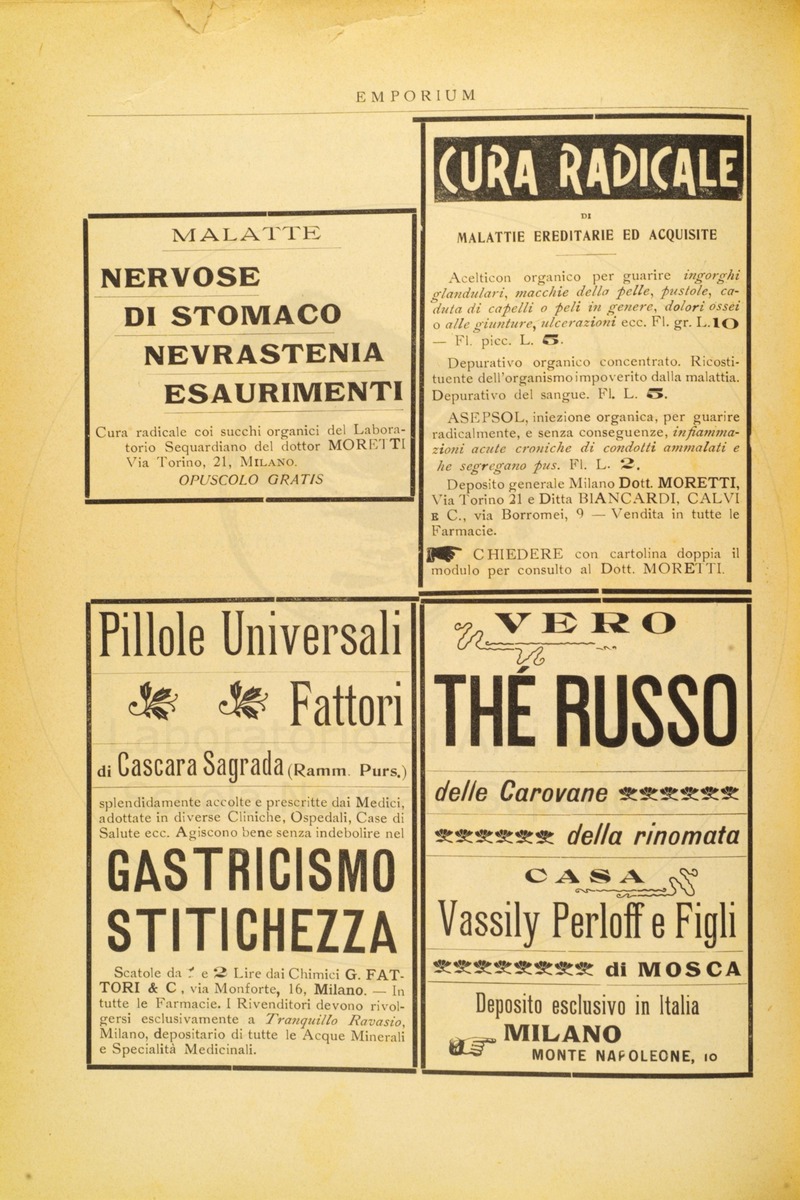 EMPORIUM
MALATTE
NERVOSE
DI STOMACO
NEVRASTENIA
ESAURIMENTI
Cura radicale coi succhi organici del Labora-
torio Sequardiano del dottor MORETTI
Via Torino, 21, MILANO.
OPUSCOLO GRATIS
CURA RADICALE
DI
MALATTIE EREDITARIE ED ACQUISITE
Acelticon organico per guarire ingorghi
glandulari, macchie della pelle, pustole, ca-
duta di capelli o peli in genere, dolori ossei
o alle giunture, ulcerazioni ecc. Fl. gr. L. 10
— Fl. picc. L. 5.
Depurativo organico concentrato. Ricosti-
tuente dell'organismo impoverito dalla malattia.
Depurativo del sangue. Fl. L. 5.
ASEPSOL, iniezione organica, per guarire
radicalmente, e senza conseguenze, infiamma-
zioni acute croniche di condotti ammalati e
he segregano pus. Fl. L. 2.
Deposito generale Milano Dott. MORETTI,
Via Torino 21 e Ditta BIANCARDI, CALVI
E C., via Borromei, 9 — Vendita in tutte le
Farmacie.
CHIEDERE con cartolina doppia il
modulo per consulto al Dott. MORETTI.
Pillole Universali
Fattori
di Cascara Sagrada (Ramm. Purs.)
splendidamente accolte e prescritte dai Medici,
adottate in diverse Cliniche, Ospedali, Case di
Salute ecc. Agiscono bene senza indebolire nel
GASTRICISMO
STITICHEZZA
Scatole da e 2 Lire dai Chimici G. FAT-
TORI & C, via Monforte, 16, Milano. — In
tutte le Farmacie. I Rivenditori devono rivol-
gersi esclusivamente a Tranquillo Ravasio,
Milano, depositario di tutte le Acque Minerali
e Specialità Medicinali.
VERO
THÉ RUSSO
delle Carovane
della rinomata
CASA
Vassily Perloff e Figli
di MOSCA
Deposito esclusivo in Italia
MILANO
MONTE NAPOLEONE, 10